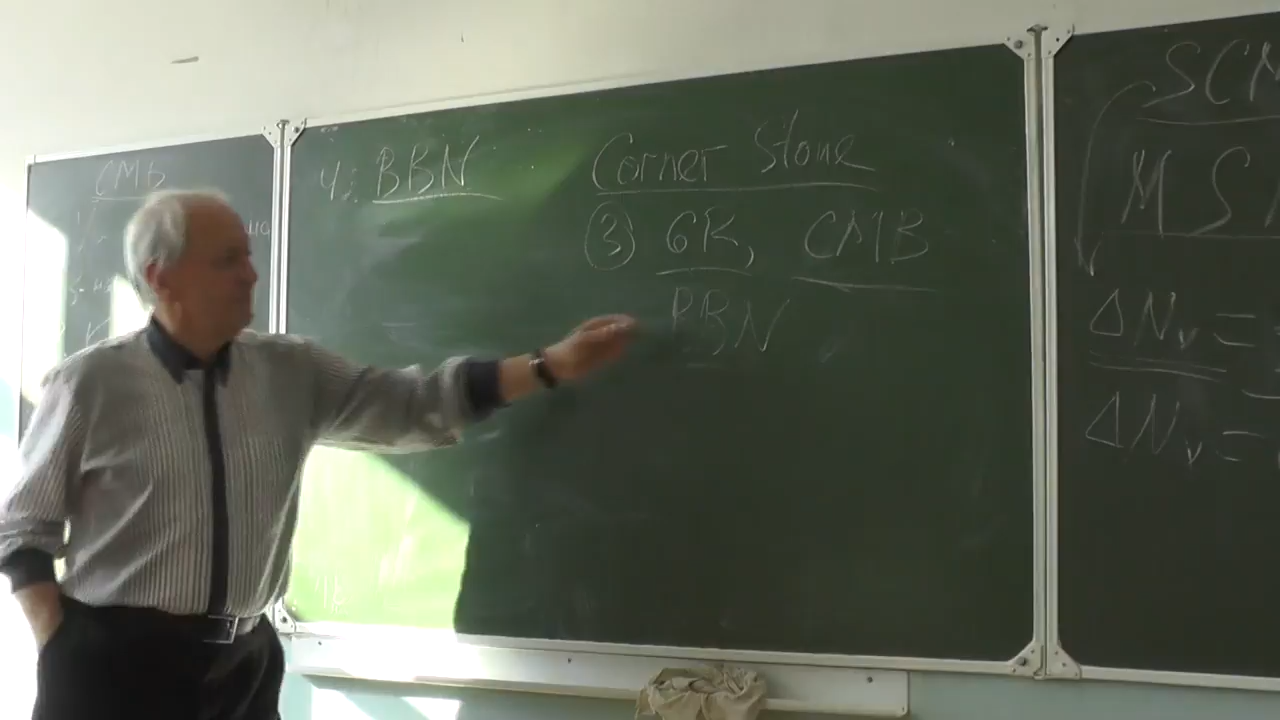 CMB
4. BBN
Corner Stone
③ GR, CMB
BBN
SCM
MS
ΔNν =
ΔNν =